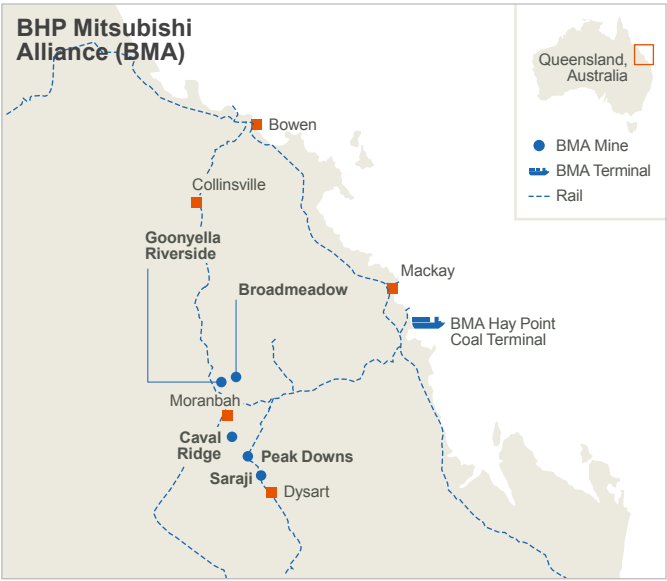 BHP Mitsubishi
Alliance (BMA)
Queensland,
Australia
BMA Mine
BMA Terminal
Rail
Bowen
Collinsville
Goonyella
Riverside
Broadmeadow
Mackay
BMA Hay Point
Coal Terminal
Moranbah
Caval
Ridge
Peak Downs
Saraji
Dysart